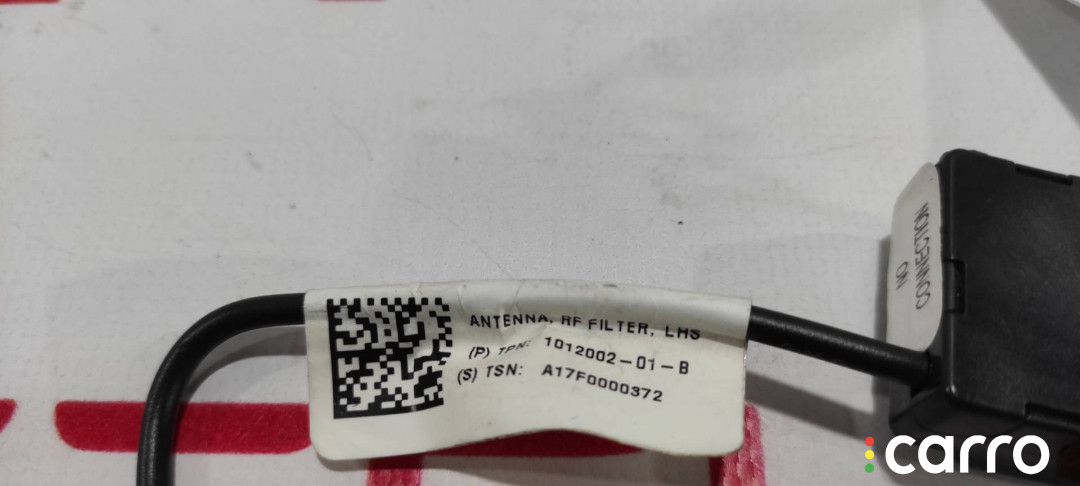 ANTENNA, RF FILTER, LHS
(P) TPN: 1012002-01-B
(S) TSN: A17F0000372
NO
CONNECTION
carro